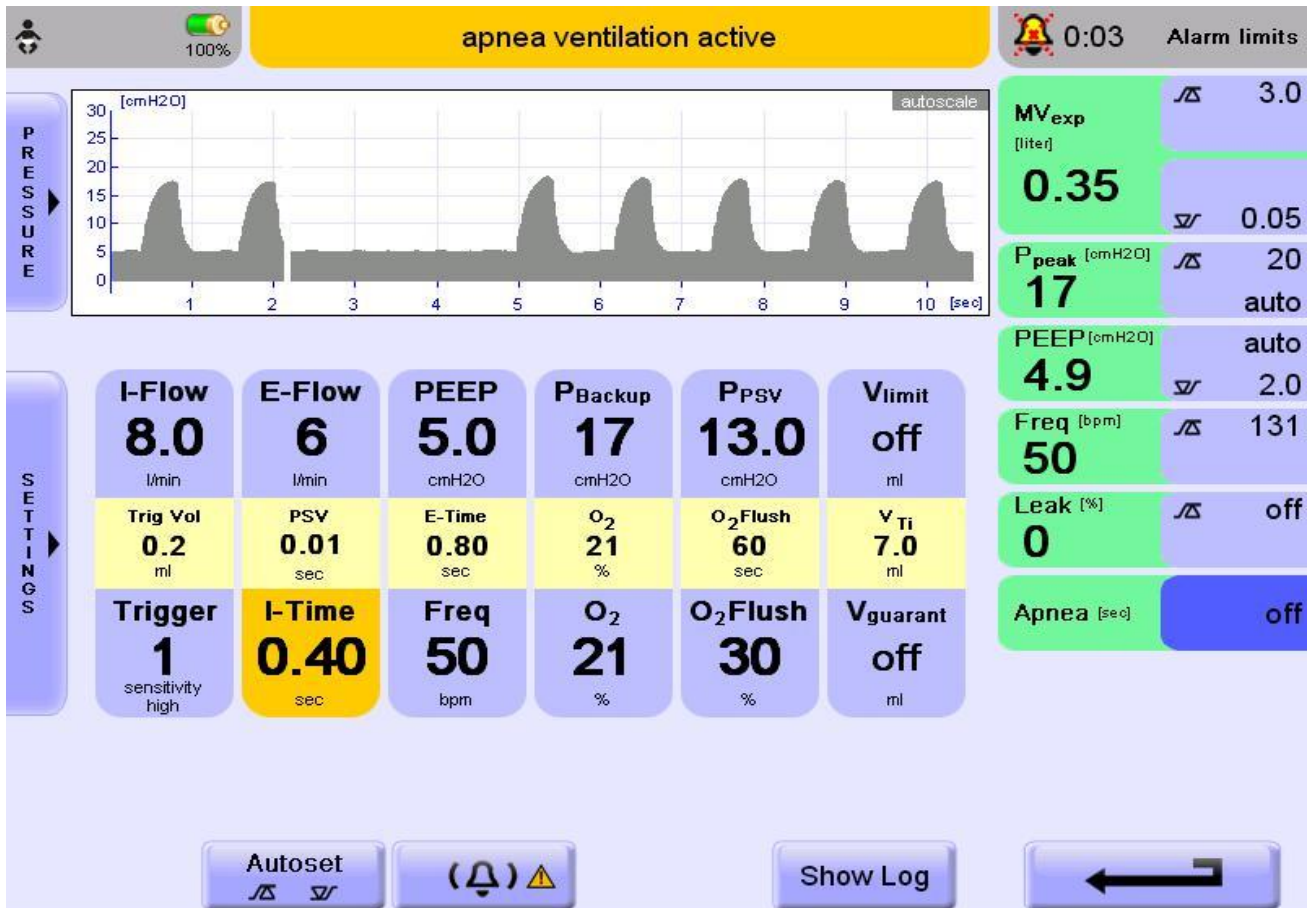 100%
apnea ventilation active
0:03
Alarm limits
PRESSURE
[cmH2O]
autoscale
30
25
20
15
10
5
0
1 2 3 4 5 6 7 8 9 10 [sec]
MVexp
[liter]
0.35
3.0
0.05
Ppeak [cmH2O]
17
20
auto
PEEP [cmH2O]
4.9
auto
2.0
Freq [bpm]
50
131
Leak [%]
0
off
Apnea [sec]
off
SETTINGS
I-Flow E-Flow PEEP PBackup PPSV Vlimit
8.0 6 5.0 17 13.0 off
l/min l/min cmH2O cmH2O cmH2O ml
Trig Vol PSV E-Time O2 O2Flush VTi
0.2 0.01 0.80 21 60 7.0
ml sec sec % sec ml
Trigger I-Time Freq O2 O2Flush Vguarant
1 0.40 50 21 30 off
sensitivity
high sec bpm % % ml
Autoset
Show Log